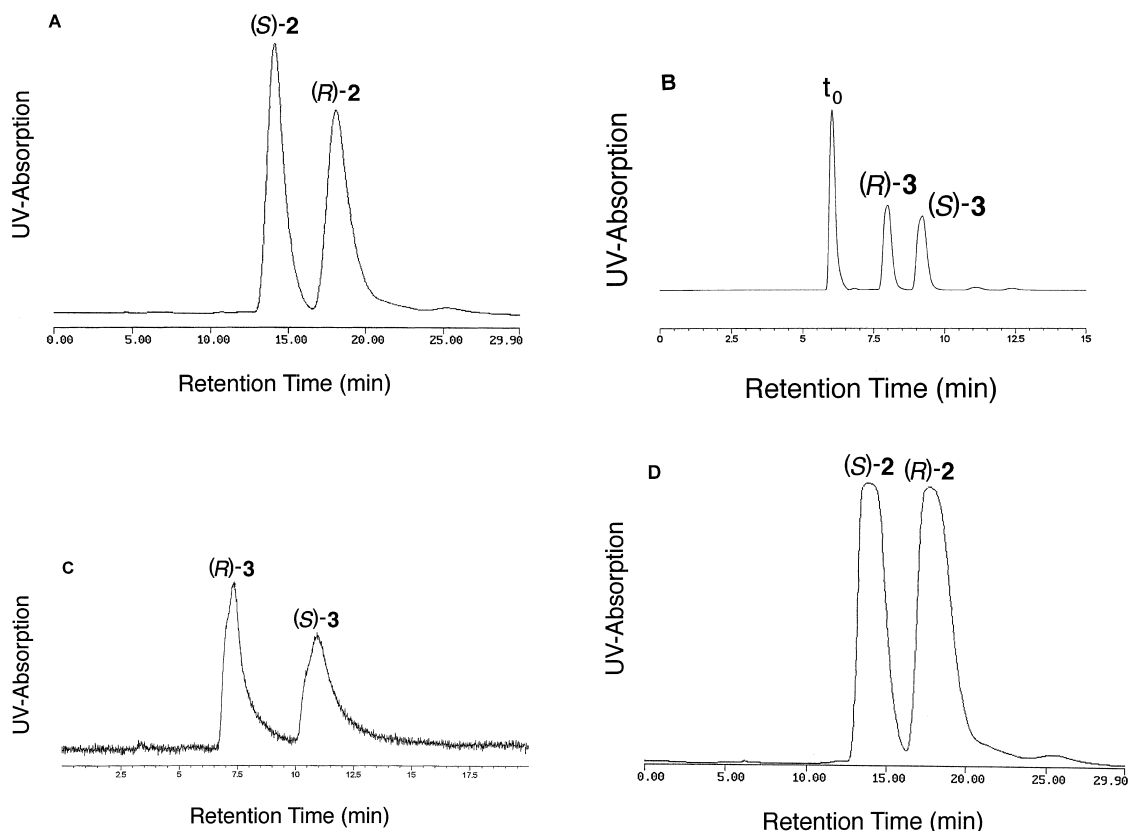 A
(S)-2
(R)-2
UV-Absorption
0.00 5.00 10.00 15.00 20.00 25.00 29.90
Retention Time (min)
B
t0
(R)-3
(S)-3
UV-Absorption
0 2.5 5 7.5 10 12.5 15
Retention Time (min)
C
(R)-3
(S)-3
UV-Absorption
2.5 5 7.5 10 12.5 15 17.5
Retention Time (min)
D
(S)-2 (R)-2
UV-Absorption
0.00 5.00 10.00 15.00 20.00 25.00 29.90
Retention Time (min)